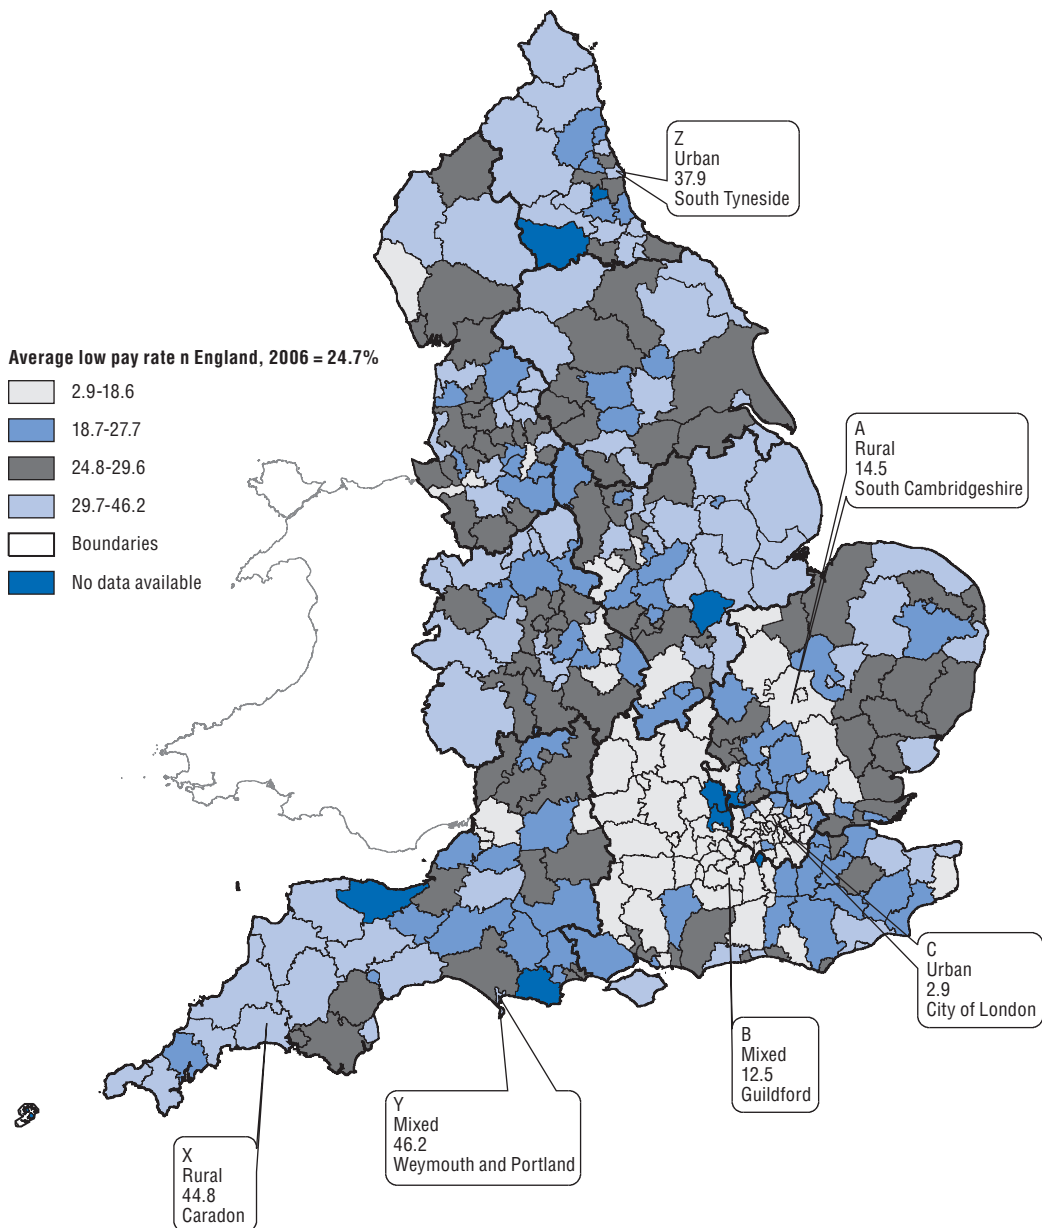 Z
Urban
37.9
South Tyneside
Average low pay rate n England, 2006 = 24.7%
2.9-18.6
18.7-27.7
24.8-29.6
29.7-46.2
Boundaries
No data available
A
Rural
14.5
South Cambridgeshire
C
Urban
2.9
City of London
B
Mixed
12.5
Guildford
Y
Mixed
46.2
Weymouth and Portland
X
Rural
44.8
Caradon